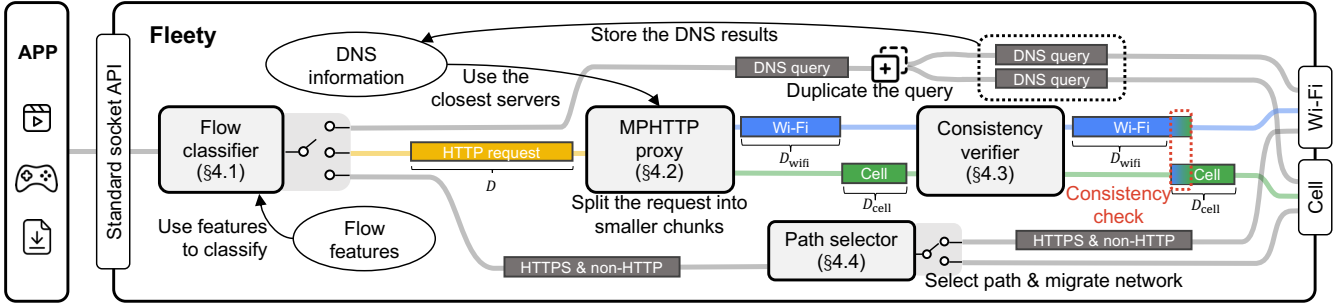 APP
Standard socket API
Fleety
DNS
information
Store the DNS results
Use the
closest servers
DNS query
Duplicate the query
DNS query
DNS query
Flow
classifier
(§4.1)
HTTP request
D
MPHTTP
proxy
(§4.2)
Split the request into
smaller chunks
Wi-Fi
D_wifi
Cell
D_cell
Consistency
verifier
(§4.3)
Wi-Fi
D_wifi
Cell
D_cell
Consistency
check
Use features
to classify
Flow
features
HTTPS & non-HTTP
Path selector
(§4.4)
HTTPS & non-HTTP
Select path & migrate network
Wi-Fi
Cell